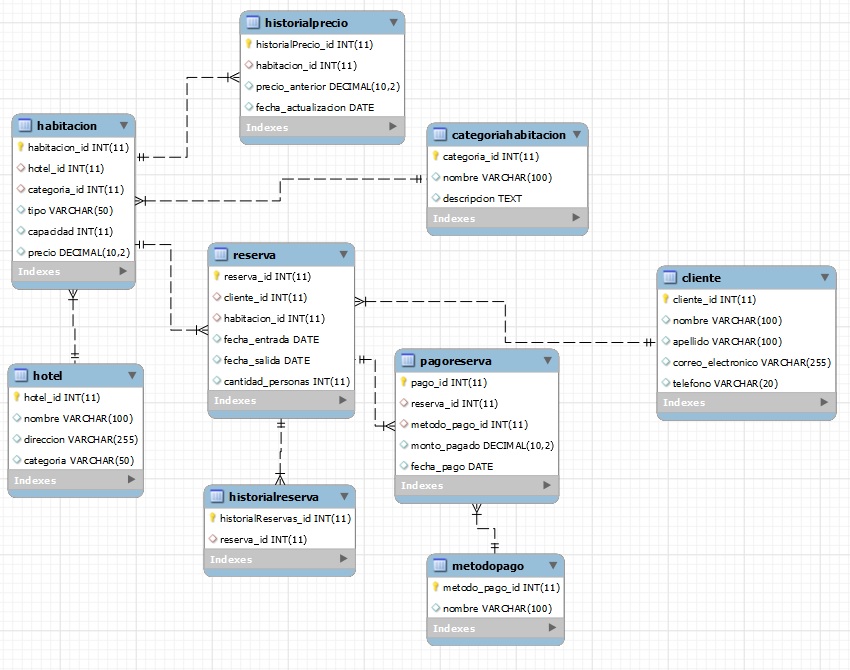 historialprecio
historialPrecio_id INT(11)
habitacion_id INT(11)
precio_anterior DECIMAL(10,2)
fecha_actualizacion DATE
Indexes
habitacion
habitacion_id INT(11)
hotel_id INT(11)
categoria_id INT(11)
tipo VARCHAR(50)
capacidad INT(11)
precio DECIMAL(10,2)
Indexes
categoriahabitacion
categoria_id INT(11)
nombre VARCHAR(100)
descripcion TEXT
Indexes
reserva
reserva_id INT(11)
cliente_id INT(11)
habitacion_id INT(11)
fecha_entrada DATE
fecha_salida DATE
cantidad_personas INT(11)
Indexes
cliente
cliente_id INT(11)
nombre VARCHAR(100)
apellido VARCHAR(100)
correo_electronico VARCHAR(255)
telefono VARCHAR(20)
Indexes
hotel
hotel_id INT(11)
nombre VARCHAR(100)
direccion VARCHAR(255)
categoria VARCHAR(50)
Indexes
pagoreserva
pago_id INT(11)
reserva_id INT(11)
metodo_pago_id INT(11)
monto_pagado DECIMAL(10,2)
fecha_pago DATE
Indexes
historialreserva
historialReservas_id INT(11)
reserva_id INT(11)
Indexes
metodopago
metodo_pago_id INT(11)
nombre VARCHAR(100)
Indexes